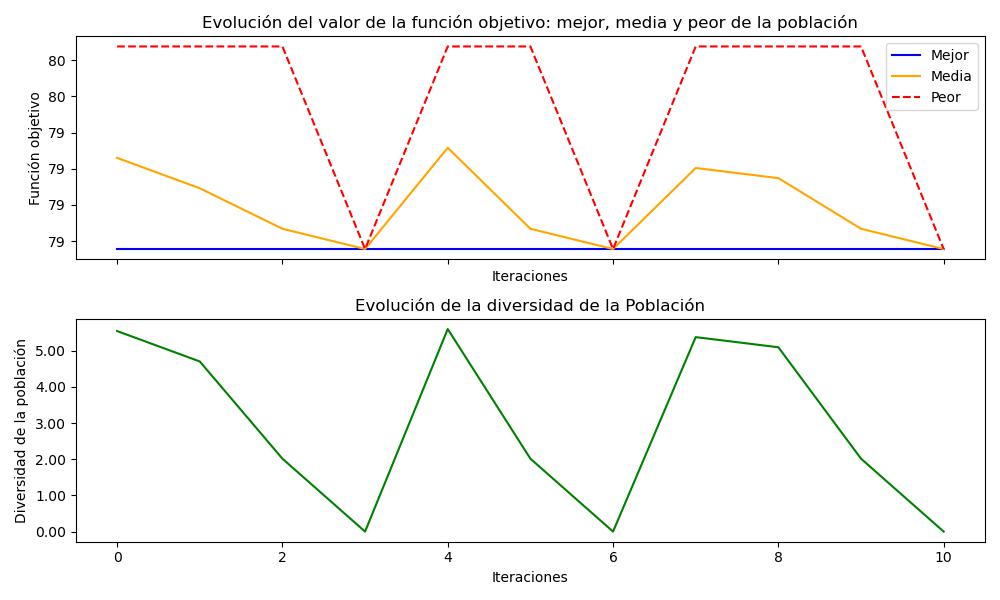 Evolución del valor de la función objetivo: mejor, media y peor de la población
Función objetivo
80
80
79
79
79
79
Mejor
Media
Peor
Iteraciones
Evolución de la diversidad de la Población
Diversidad de la población
5.00
4.00
3.00
2.00
1.00
0.00
0 2 4 6 8 10
Iteraciones